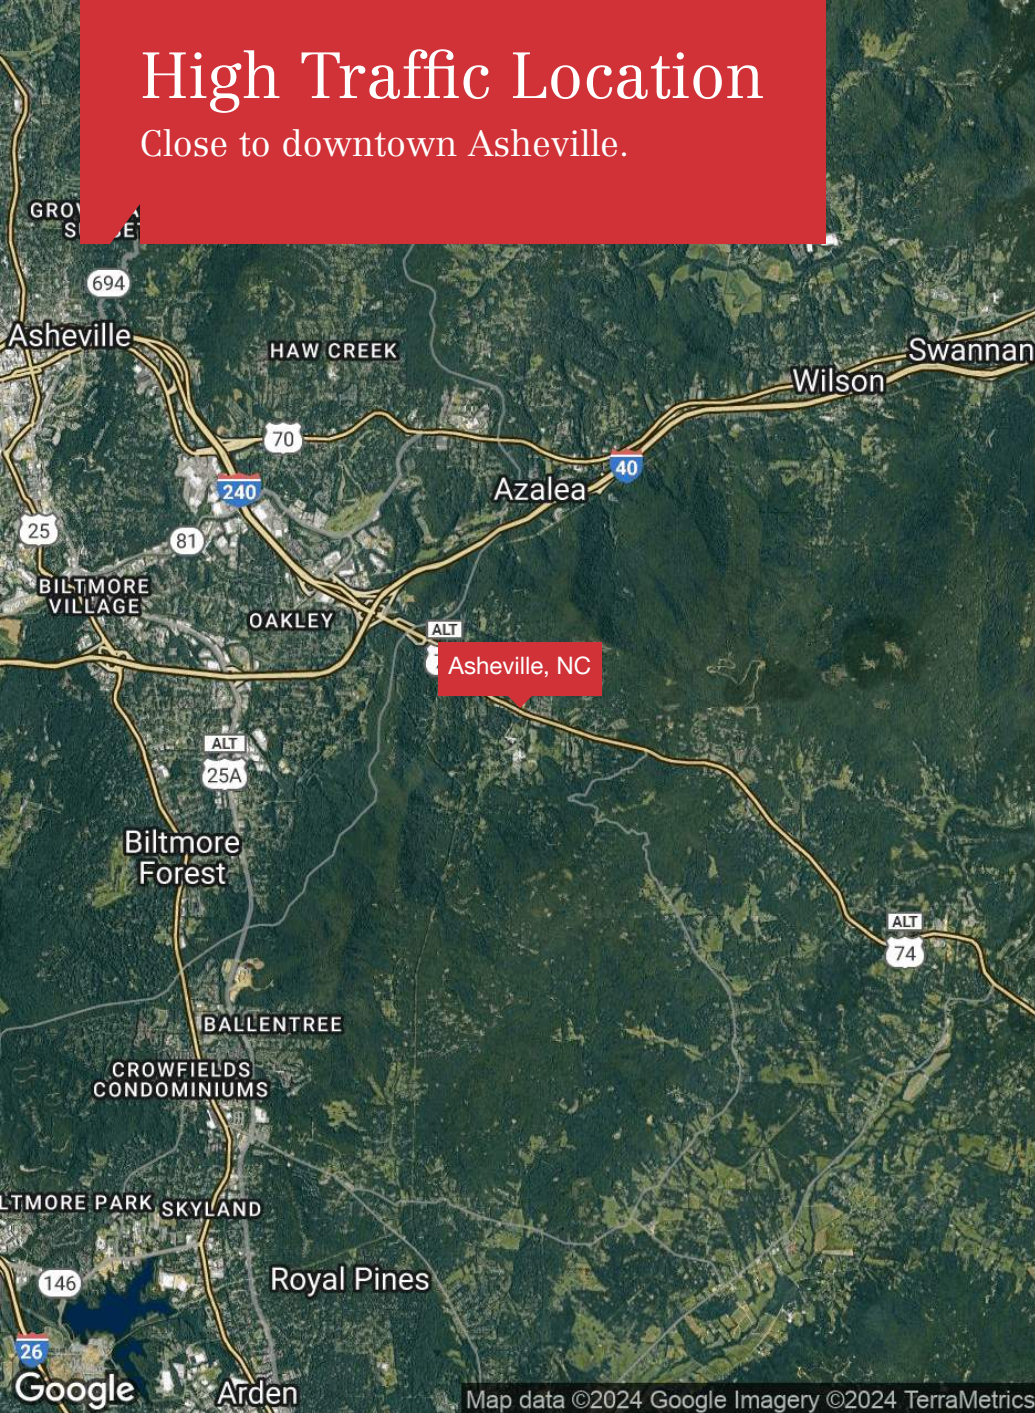 High Traffic Location
Close to downtown Asheville.
694
Asheville
HAW CREEK
Swannan
Wilson
70
40
240
Azalea
25
81
BILTMORE
VILLAGE
OAKLEY
ALT
Asheville, NC
ALT
25A
Biltmore
Forest
ALT
74
BALLENTREE
CROWFIELDS
CONDOMINIUMS
LTMORE PARK
SKYLAND
146
Royal Pines
26
Google
Arden
Map data ©2024 Google Imagery ©2024 TerraMetrics